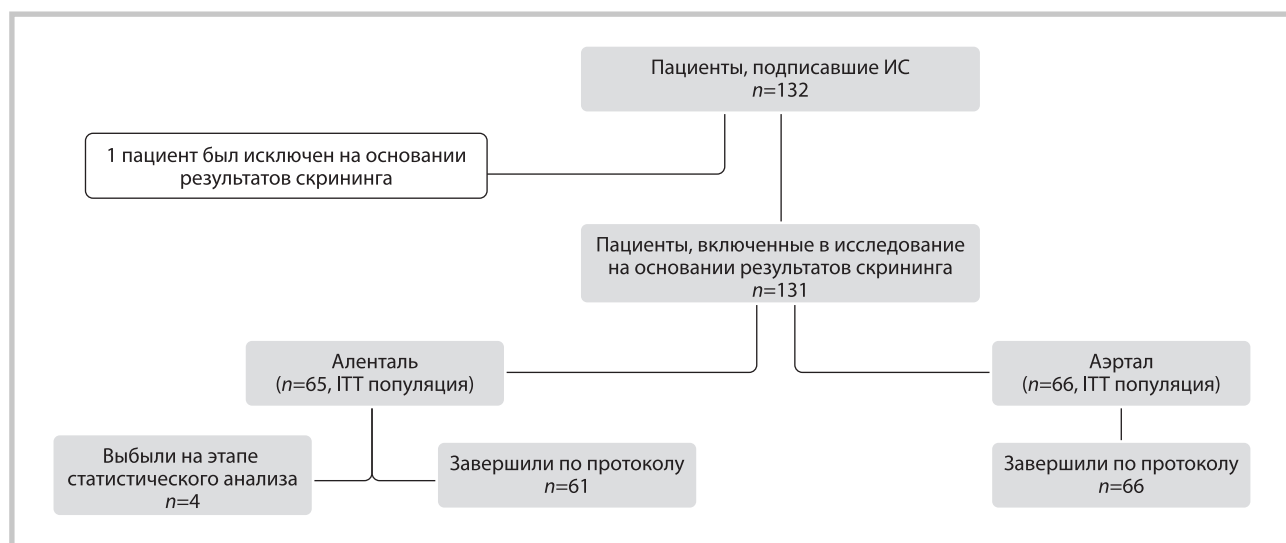 Пациенты, подписавшие ИС
n=132
1 пациент был исключен на основании
результатов скрининга
Пациенты, включенные в исследование
на основании результатов скрининга
n=131
Аленталь
(n=65, ITT популяция)
Аэртал
(n=66, ITT популяция)
Выбыли на этапе
статистического анализа
n=4
Завершили по протоколу
n=61
Завершили по протоколу
n=66